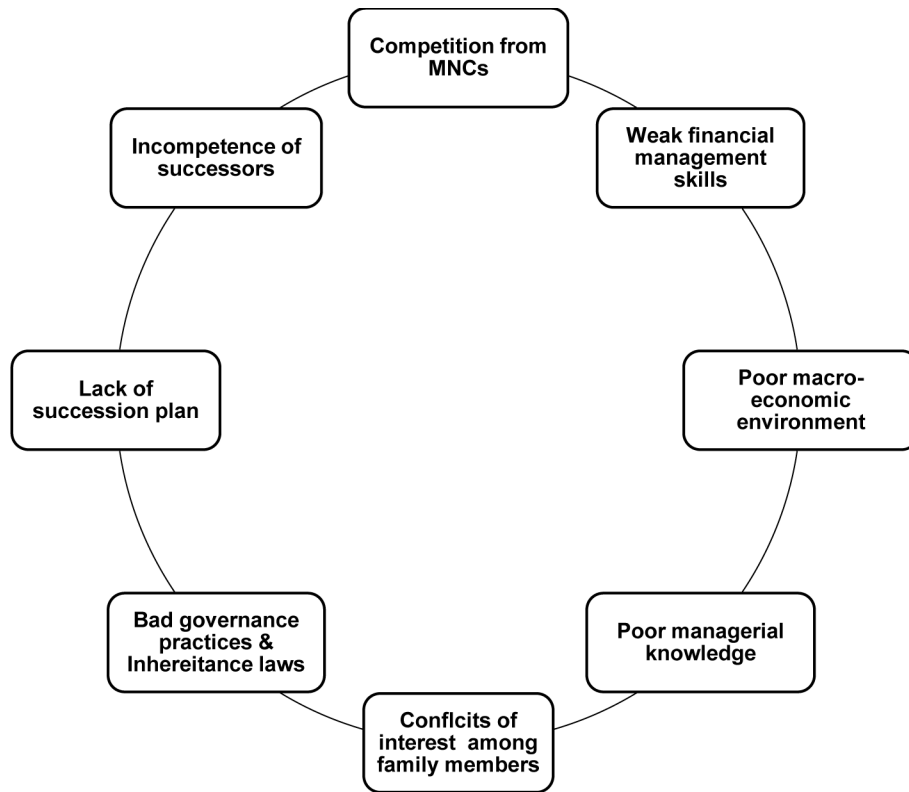 Competition from
MNCs
Weak financial
management
skills
Poor macro-
economic
environment
Poor managerial
knowledge
Conflcits of
interest among
family members
Bad governance
practices &
Inhereitance laws
Lack of
succession plan
Incompetence of
successors